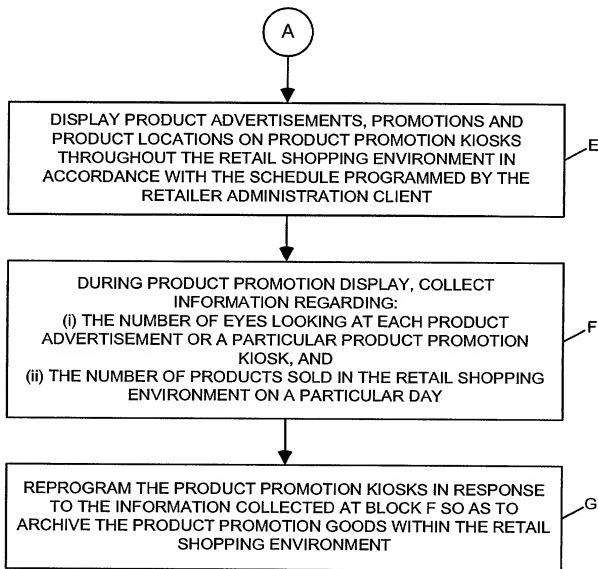 A
DISPLAY PRODUCT ADVERTISEMENTS, PROMOTIONS AND
PRODUCT LOCATIONS ON PRODUCT PROMOTION KIOSKS
THROUGHOUT THE RETAIL SHOPPING ENVIRONMENT IN
ACCORDANCE WITH THE SCHEDULE PROGRAMMED BY THE
RETAILER ADMINISTRATION CLIENT
E
DURING PRODUCT PROMOTION DISPLAY, COLLECT
INFORMATION REGARDING:
(i) THE NUMBER OF EYES LOOKING AT EACH PRODUCT
ADVERTISEMENT OR A PARTICULAR PRODUCT PROMOTION
KIOSK, AND
(ii) THE NUMBER OF PRODUCTS SOLD IN THE RETAIL SHOPPING
ENVIRONMENT ON A PARTICULAR DAY
F
REPROGRAM THE PRODUCT PROMOTION KIOSKS IN RESPONSE
TO THE INFORMATION COLLECTED AT BLOCK F SO AS TO
ARCHIVE THE PRODUCT PROMOTION GOODS WITHIN THE RETAIL
SHOPPING ENVIRONMENT
G